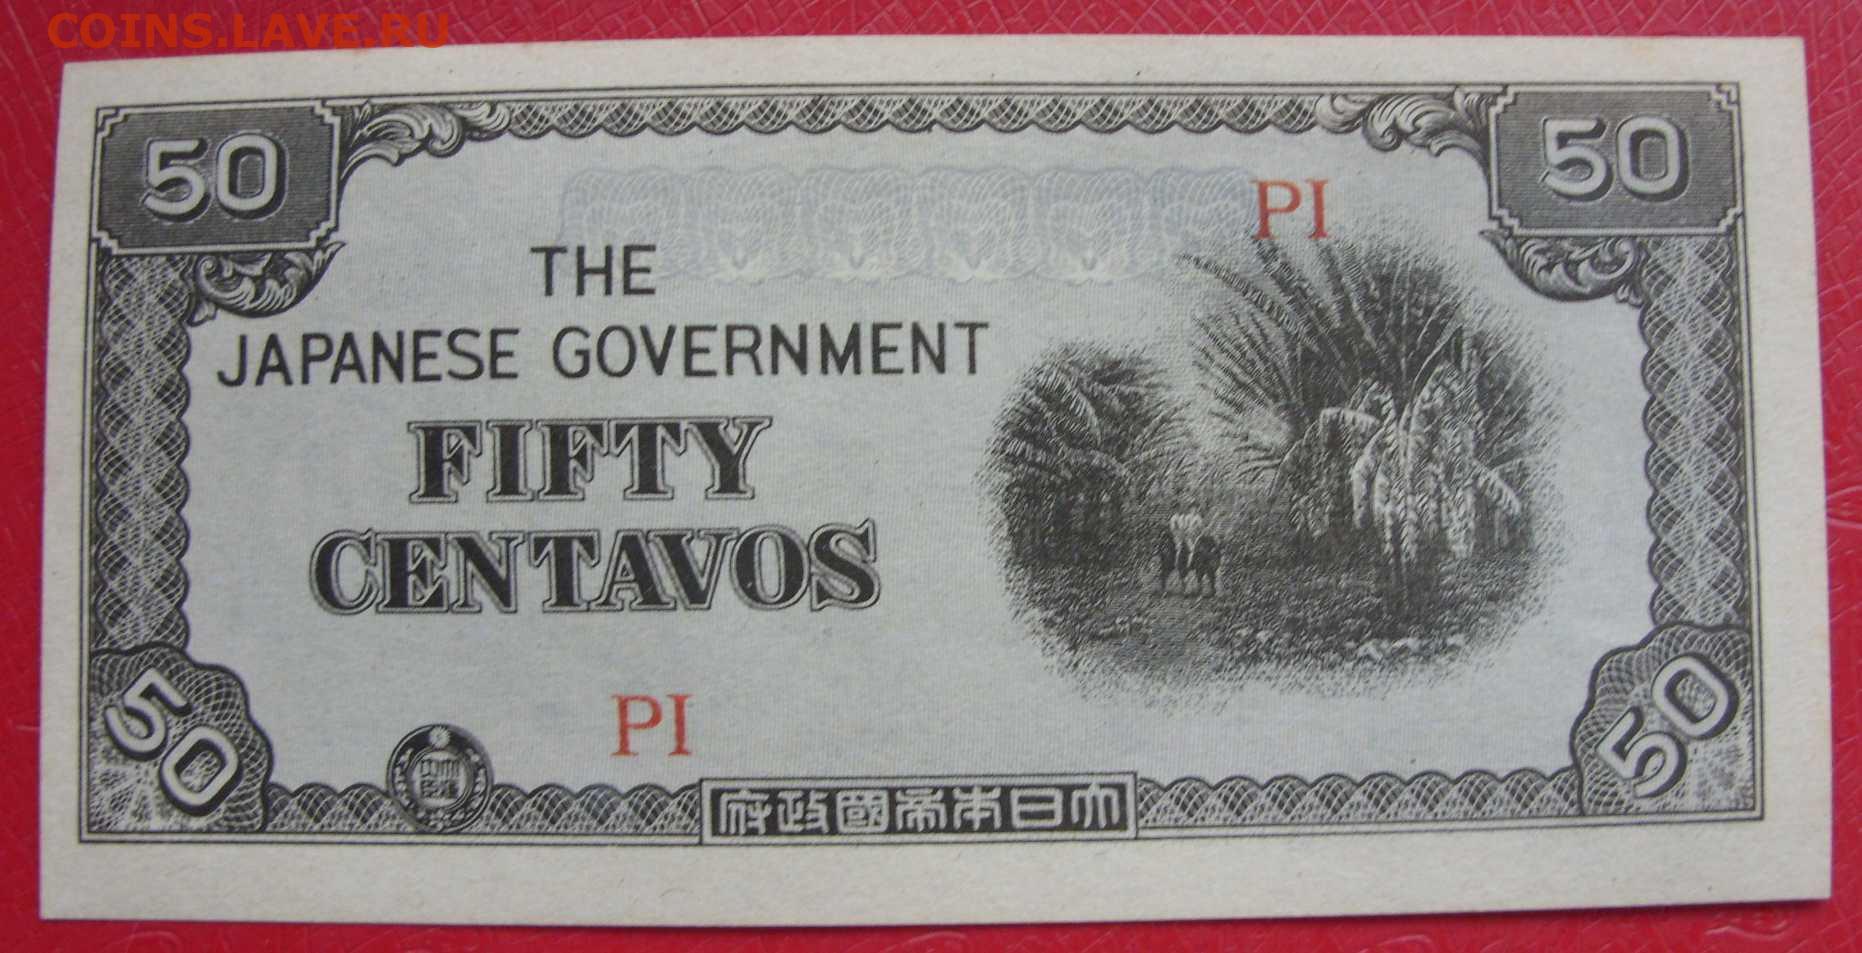 COINS.LAVE.RU
50
50
PI
THE
JAPANESE GOVERNMENT
FIFTY
CENTAVOS
PI
50
50
府政國帝本日大